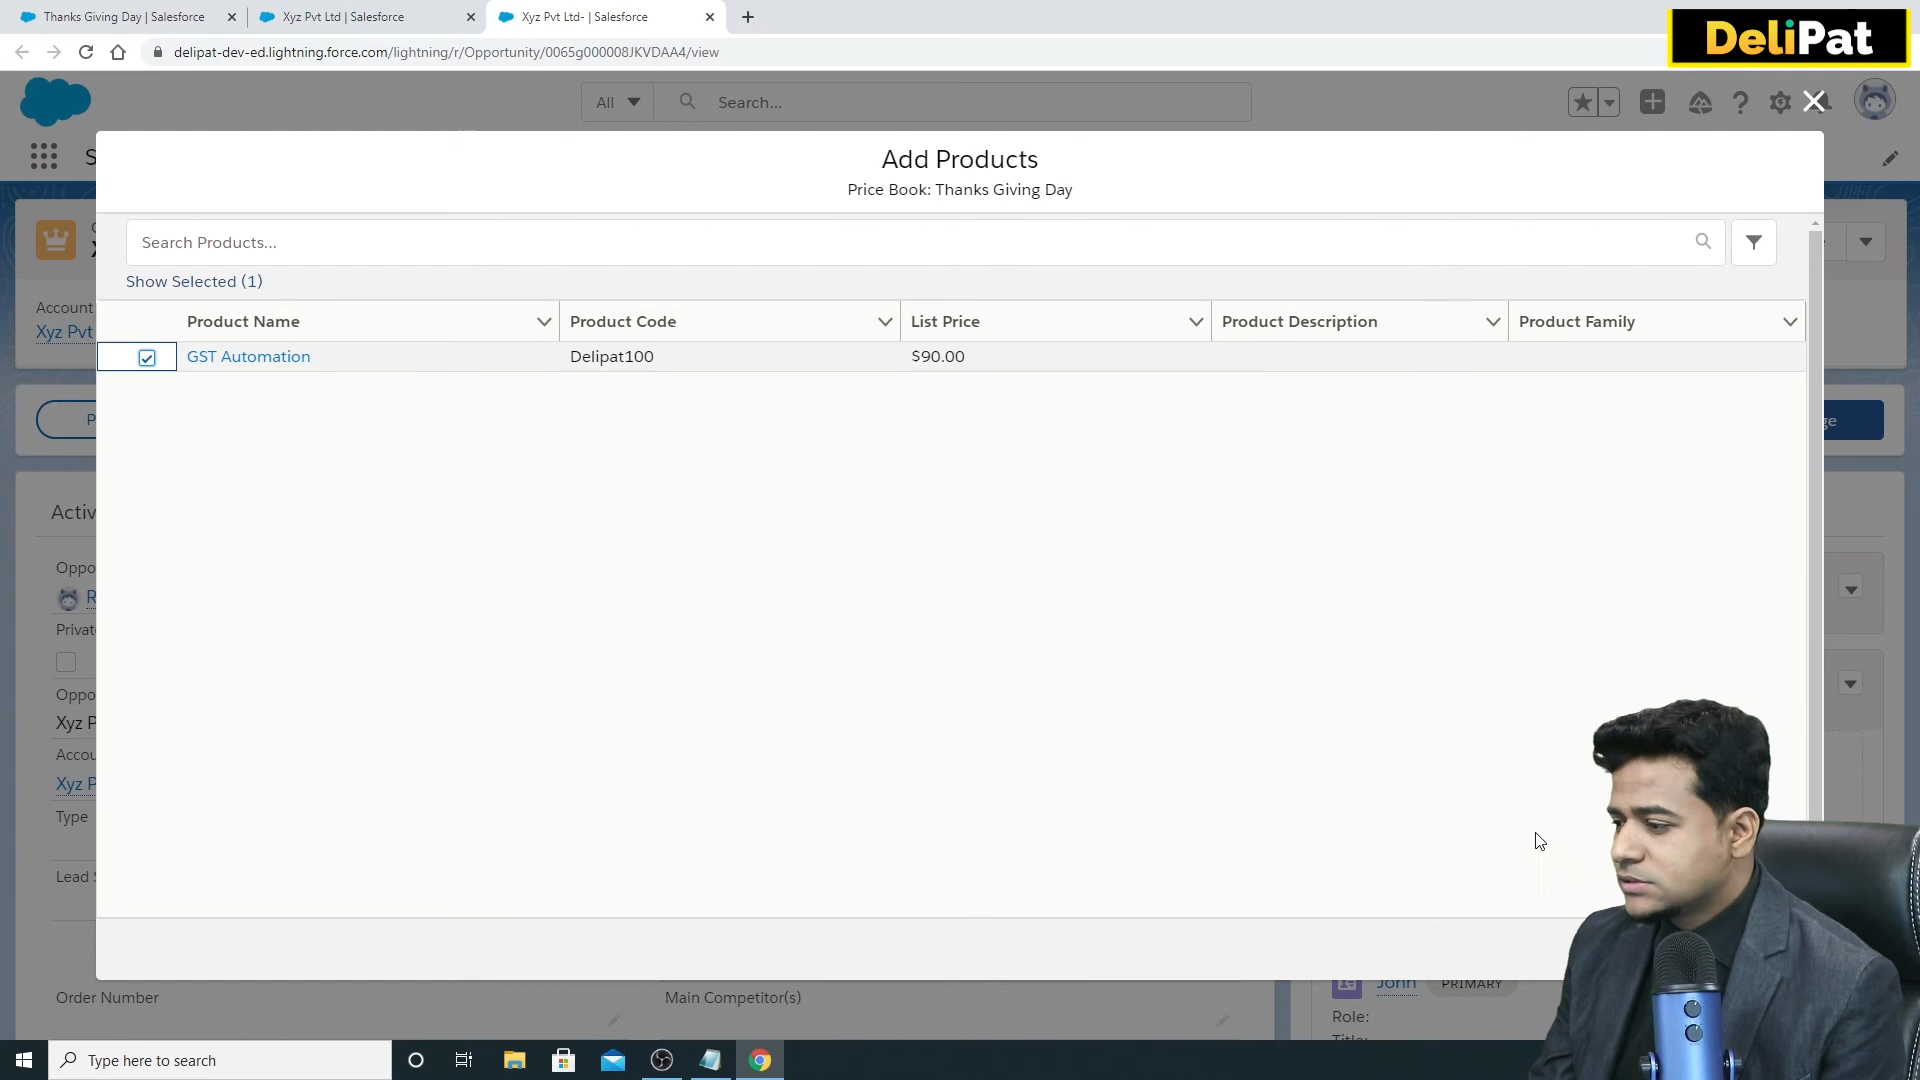 Thanks Giving Day | Salesforce
Xyz Pvt Ltd | Salesforce
Xyz Pvt Ltd- | Salesforce
delipat-dev-ed.lightning.force.com/lightning/r/Opportunity/0065g000008JKVDAA4/view
DeliPat
All
Search...
Add Products
Price Book: Thanks Giving Day
Search Products...
Show Selected (1)
Product Name
Product Code
List Price
Product Description
Product Family
GST Automation
Delipat100
$90.00
Account
Xyz Pvt
Activ
Oppo
Privat
Oppo
Xyz P
Accou
Xyz P
Type
Lead
Order Number
Main Competitor(s)
John
PRIMARY
Role:
Type here to search